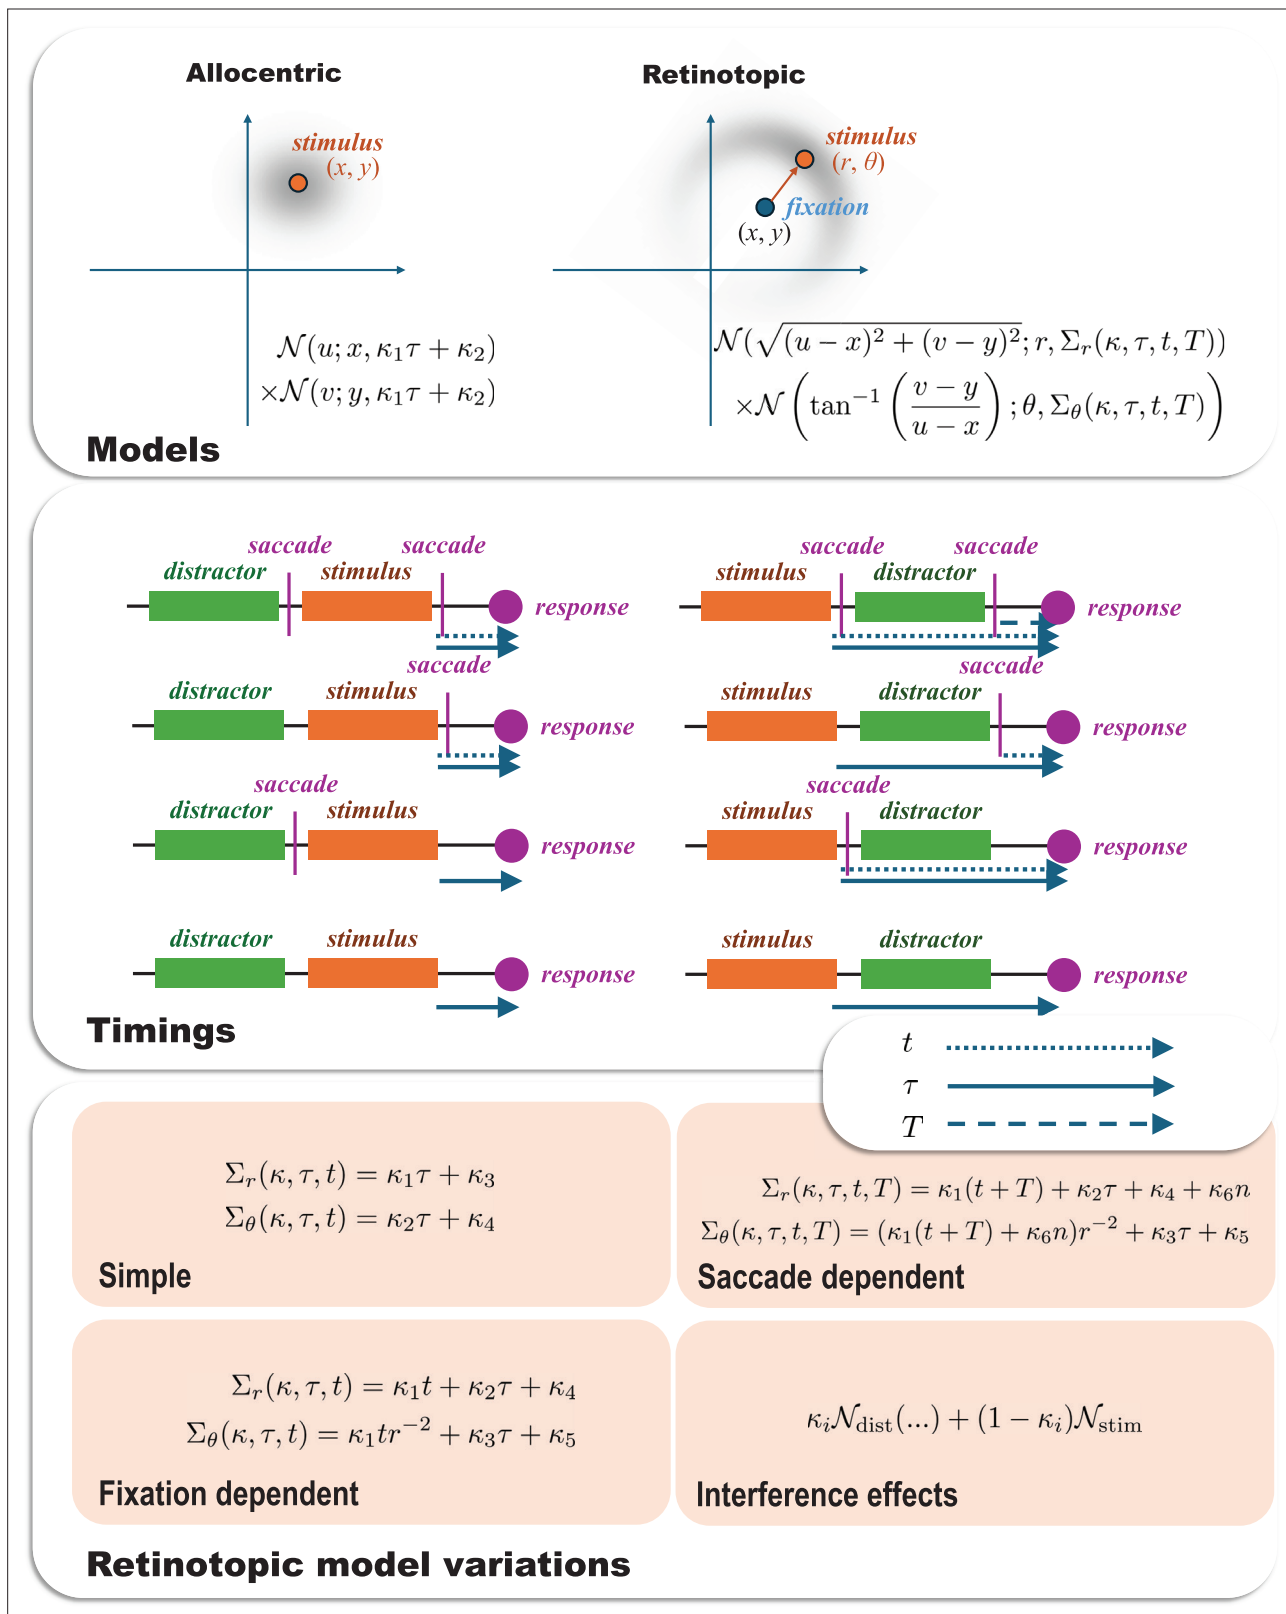 Allocentric
stimulus
(x, y)
𝒩(u; x, κ₁τ + κ₂)
×𝒩(v; y, κ₁τ + κ₂)
Retinotopic
stimulus
(r, θ)
fixation
(x, y)
𝒩(√((u − x)² + (v − y)²); r, Σᵣ(κ, τ, t, T))
×𝒩(tan⁻¹((v − y)/(u − x)); θ, Σ_θ(κ, τ, t, T))
Models
saccade saccade
distractor stimulus
response
saccade saccade
stimulus distractor
response
saccade
distractor stimulus
response
saccade
stimulus distractor
response
saccade
distractor stimulus
response
saccade
stimulus distractor
response
distractor stimulus
response
stimulus distractor
response
Timings
t
τ
T
Σᵣ(κ, τ, t) = κ₁τ + κ₃
Σ_θ(κ, τ, t) = κ₂τ + κ₄
Simple
Σᵣ(κ, τ, t, T) = κ₁(t + T) + κ₂τ + κ₄ + κ₆n
Σ_θ(κ, τ, t, T) = (κ₁(t + T) + κ₆n)r⁻² + κ₃τ + κ₅
Saccade dependent
Σᵣ(κ, τ, t) = κ₁t + κ₂τ + κ₄
Σ_θ(κ, τ, t) = κ₁tr⁻² + κ₃τ + κ₅
Fixation dependent
κᵢ𝒩_dist(...) + (1 − κᵢ)𝒩_stim
Interference effects
Retinotopic model variations